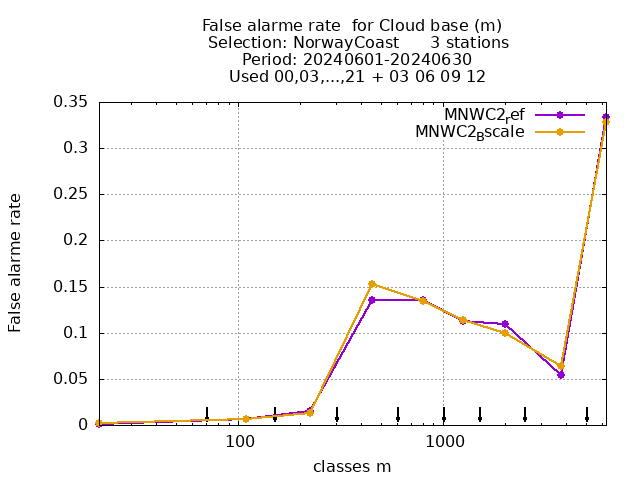 False alarme rate  for Cloud base (m)
Selection: NorwayCoast      3 stations
Period: 20240601-20240630
Used 00,03,...,21 + 03 06 09 12
MNWC2ref
MNWC2Bscale
False alarme rate
0.35
0.3
0.25
0.2
0.15
0.1
0.05
0
100
1000
classes m